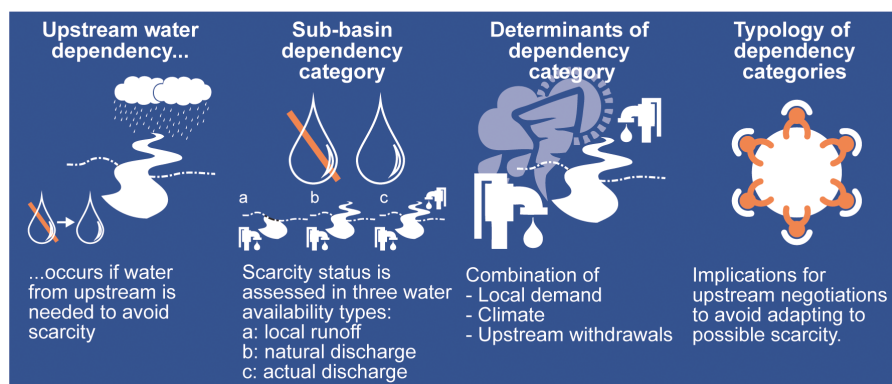 Upstream water
dependency...
...occurs if water
from upstream is
needed to avoid
scarcity
Sub-basin
dependency
category
a
b
c
Scarcity status is
assessed in three water
availability types:
a: local runoff
b: natural discharge
c: actual discharge
Determinants of
dependency
category
Combination of
- Local demand
- Climate
- Upstream withdrawals
Typology of
dependency
categories
Implications for
upstream negotiations
to avoid adapting to
possible scarcity.